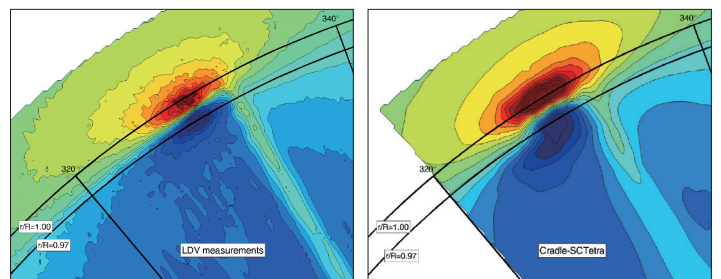 340°
320°
r/R=1.00
r/R=0.97
LDV measurements
340°
320°
r/R=1.00
r/R=0.97
Cradle-SCTetra